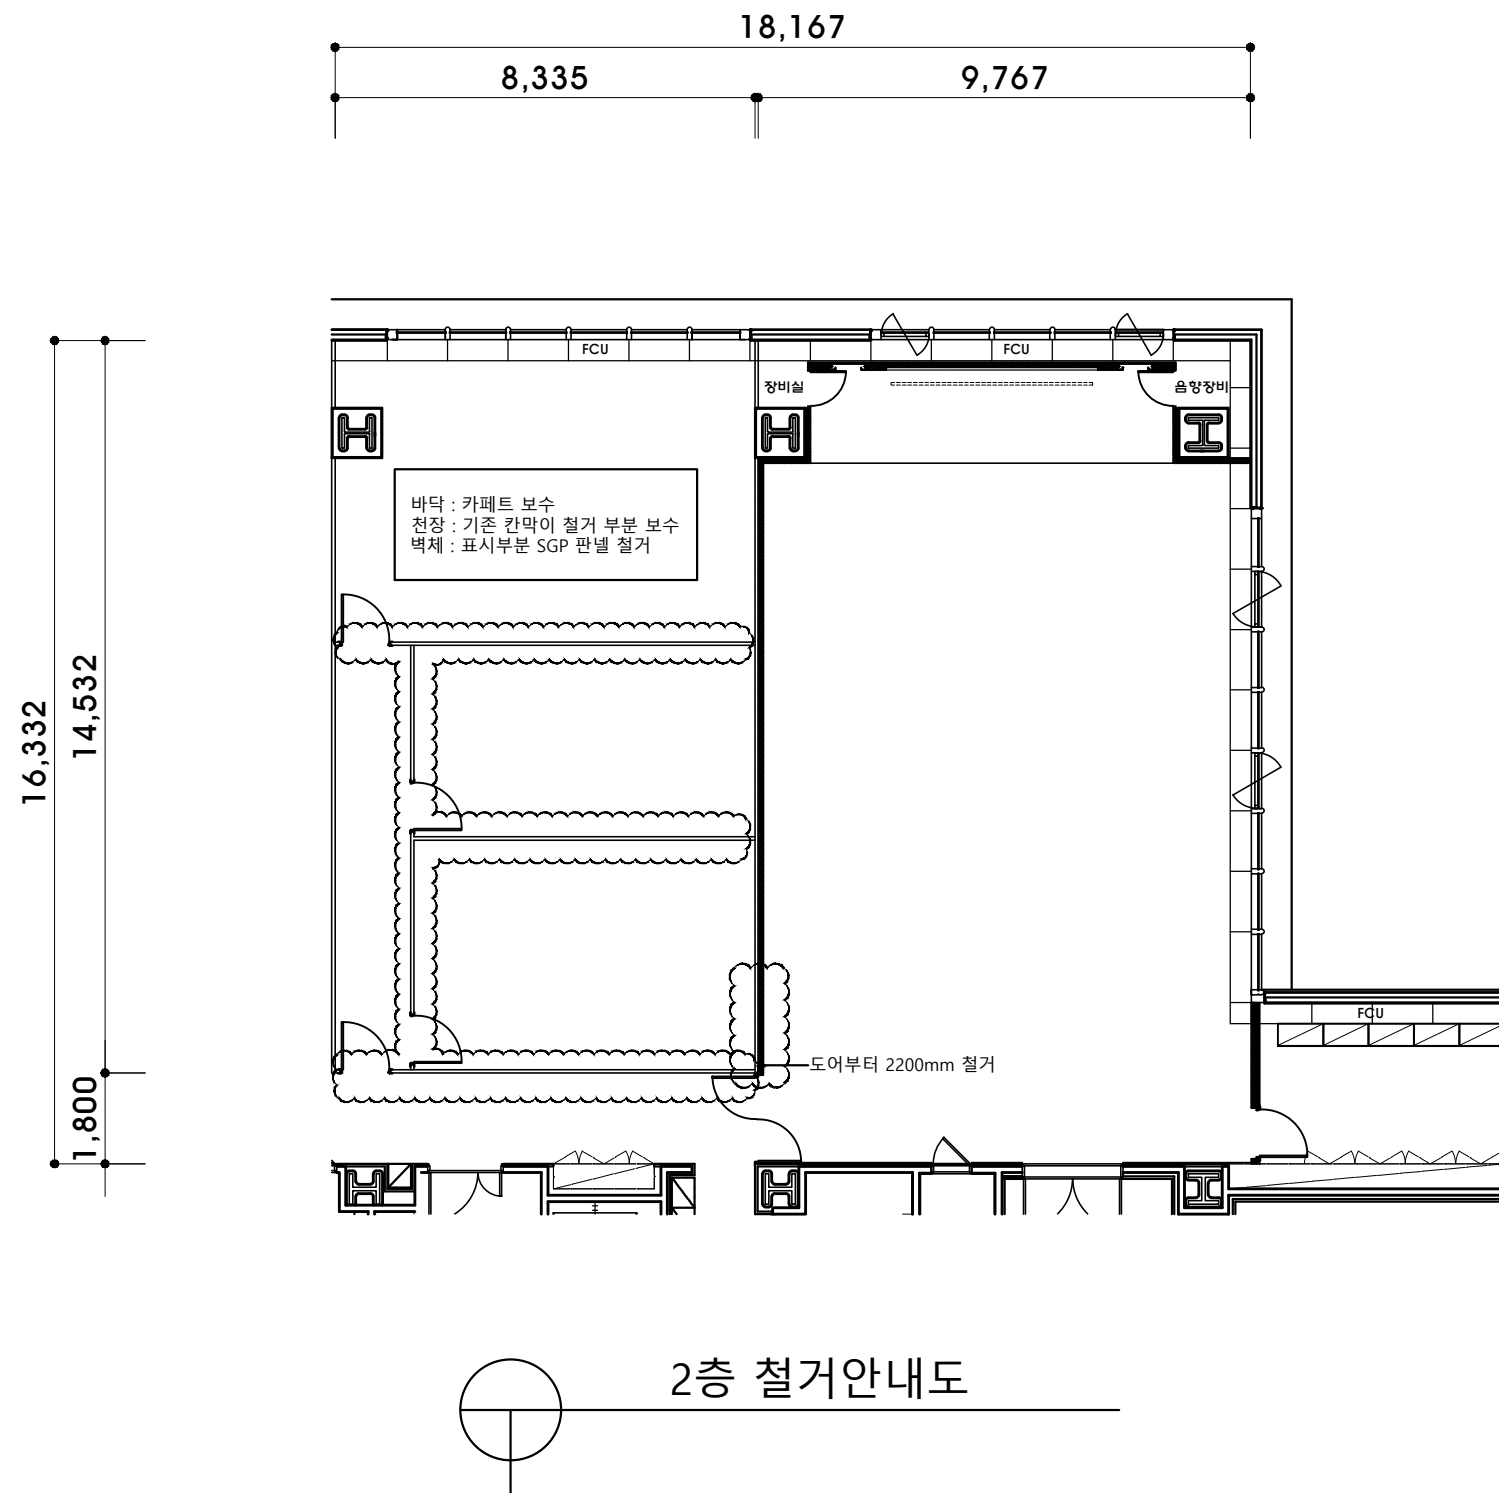 18,167
8,335
9,767
FCU
FCU
장비실
음향장비
바닥 : 카페트 보수
천장 : 기존 칸막이 철거 부분 보수
벽체 : 표시부분 SGP 판넬 철거
16,332
14,532
FCU
도어부터 2200mm 철거
1,800
2층 철거안내도